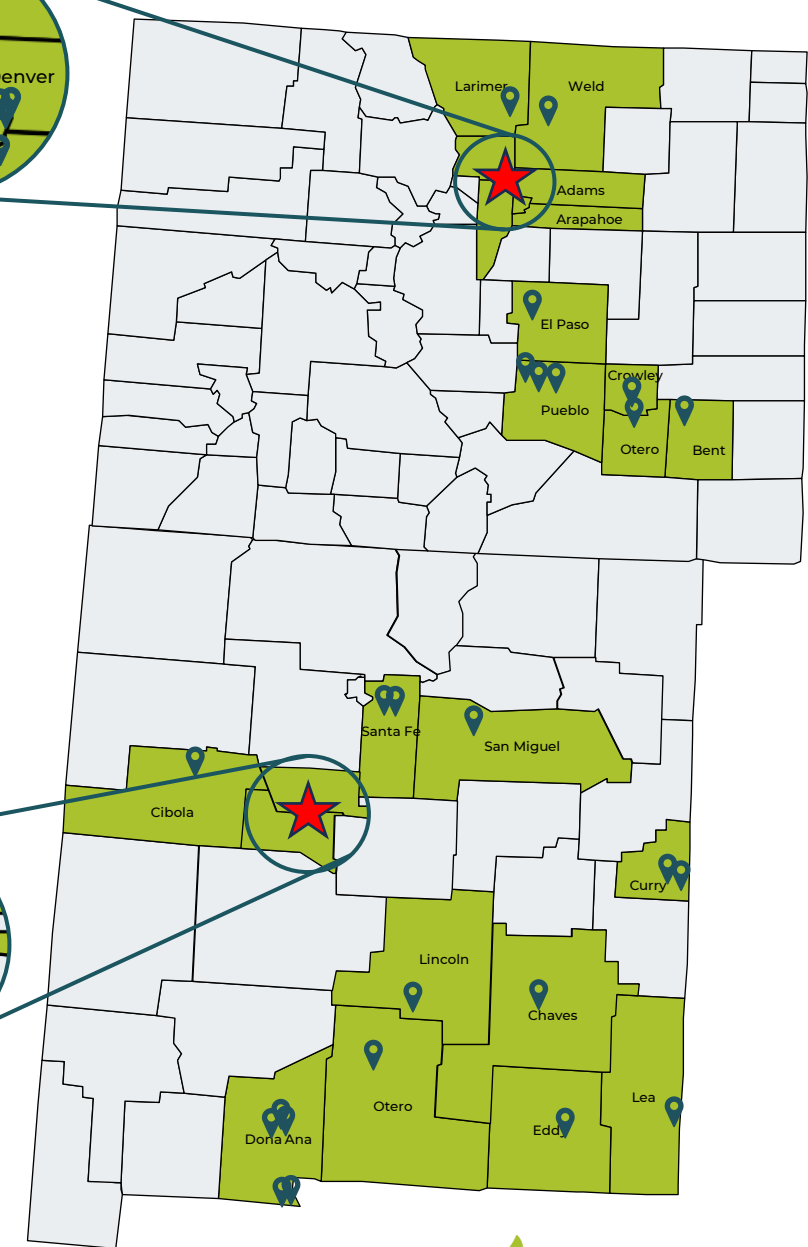 enver
Larimer
Weld
Adams
Arapahoe
El Paso
Crowley
Pueblo
Otero
Bent
Santa Fe
San Miguel
Cibola
Curry
Lincoln
Chaves
Lea
Otero
Eddy
Dona Ana